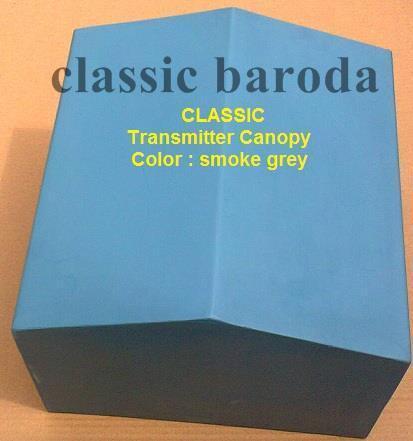 classic baroda
CLASSIC
Transmitter Canopy
Color : smoke grey